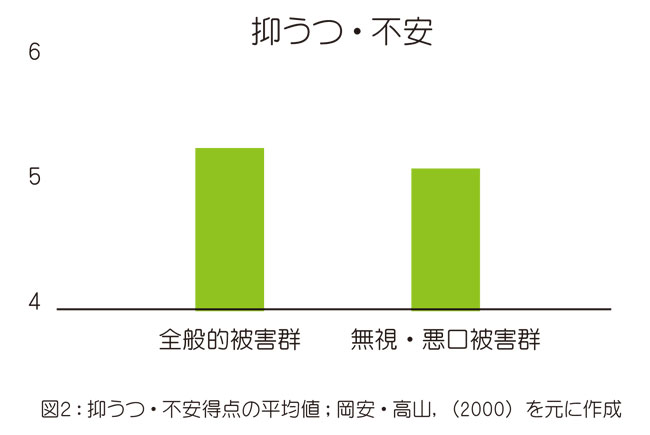 抑うつ・不安
6
5
4
全般的被害群 無視・悪口被害群
図2：抑うつ・不安得点の平均値；岡安・高山,（2000）を元に作成